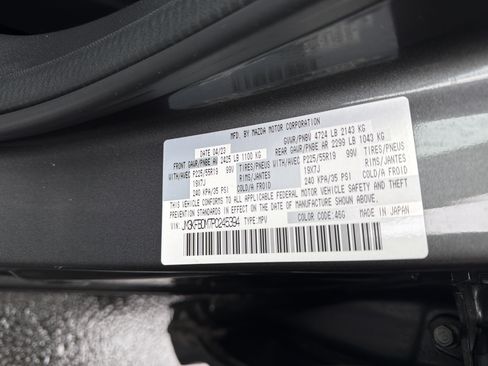 MFD. BY MAZDA MOTOR CORPORATION
DATE 04/23 GVWR/PNBV 4724 LB 2143 KG
FRONT GAWR/PNBE AV 2425 LB 1100 KG REAR GAWR/PNBE AR 2299 LB 1043 KG
WITH/AVEC P225/55R19 99V TIRES/PNEUS WITH/AVEC P225/55R19 99V TIRES/PNEUS
19X7J RIMS/JANTES 19X7J RIMS/JANTES
240 KPA/35 PSI COLD/A FROID 240 KPA/35 PSI COLD/A FROID
THIS VEHICLE CONFORMS TO ALL APPLICABLE FEDERAL MOTOR VEHICLE SAFETY, BUMPER, AND THEFT
PREVENTION STANDARDS IN EFFECT ON THE DATE OF MANUFACTURE SHOWN ABOVE.
MADE IN JAPAN
COLOR CODE: 46G
VIN: TYPE: MPV